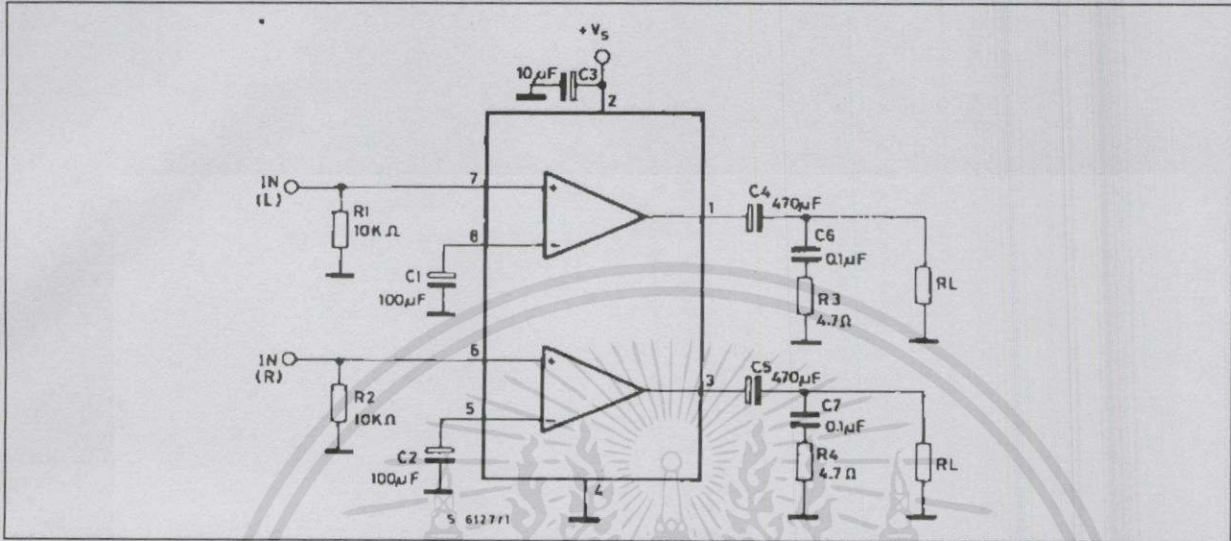 +Vs
10µF
C3
2
IN
(L)
7
R1
10KΩ
8
C1
100µF
1
C4
470µF
C6
0.1µF
R3
4.7Ω
RL
IN
(R)
6
R2
10KΩ
5
C2
100µF
3
C5
470µF
C7
0.1µF
R4
4.7Ω
RL
4
S 6127/1